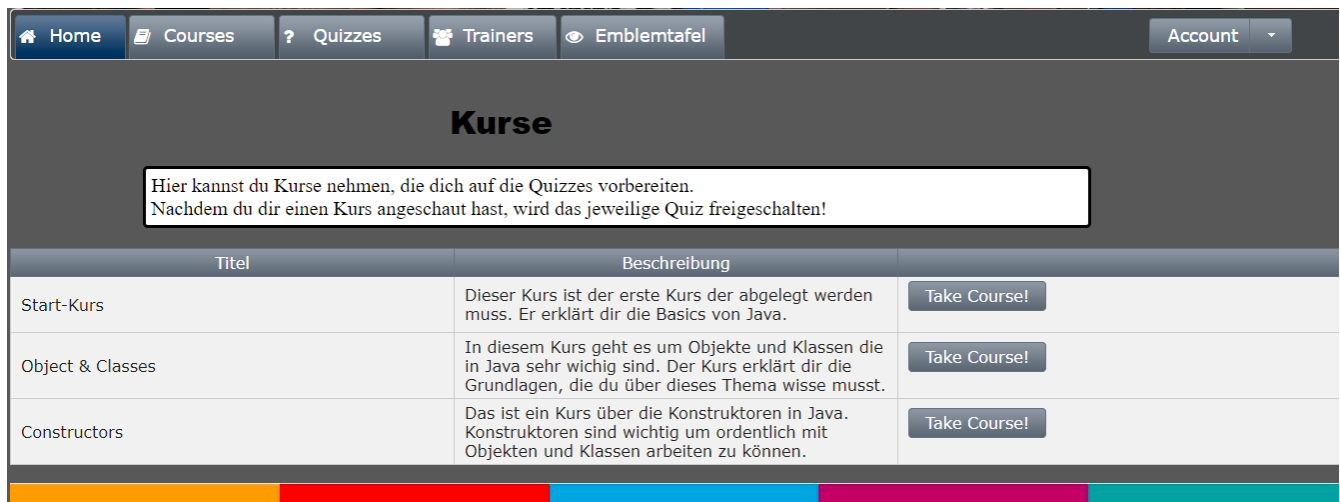 Home Courses ? Quizzes Trainers Emblemtafel Account
Kurse
Hier kannst du Kurse nehmen, die dich auf die Quizzes vorbereiten.
Nachdem du dir einen Kurs angeschaut hast, wird das jeweilige Quiz freigeschalten!
Titel Beschreibung
Start-Kurs
Dieser Kurs ist der erste Kurs der abgelegt werden
muss. Er erklärt dir die Basics von Java.
Take Course!
Object & Classes
In diesem Kurs geht es um Objekte und Klassen die
in Java sehr wichig sind. Der Kurs erklärt dir die
Grundlagen, die du über dieses Thema wisse musst.
Take Course!
Constructors
Das ist ein Kurs über die Konstruktoren in Java.
Konstruktoren sind wichtig um ordentlich mit
Objekten und Klassen arbeiten zu können.
Take Course!